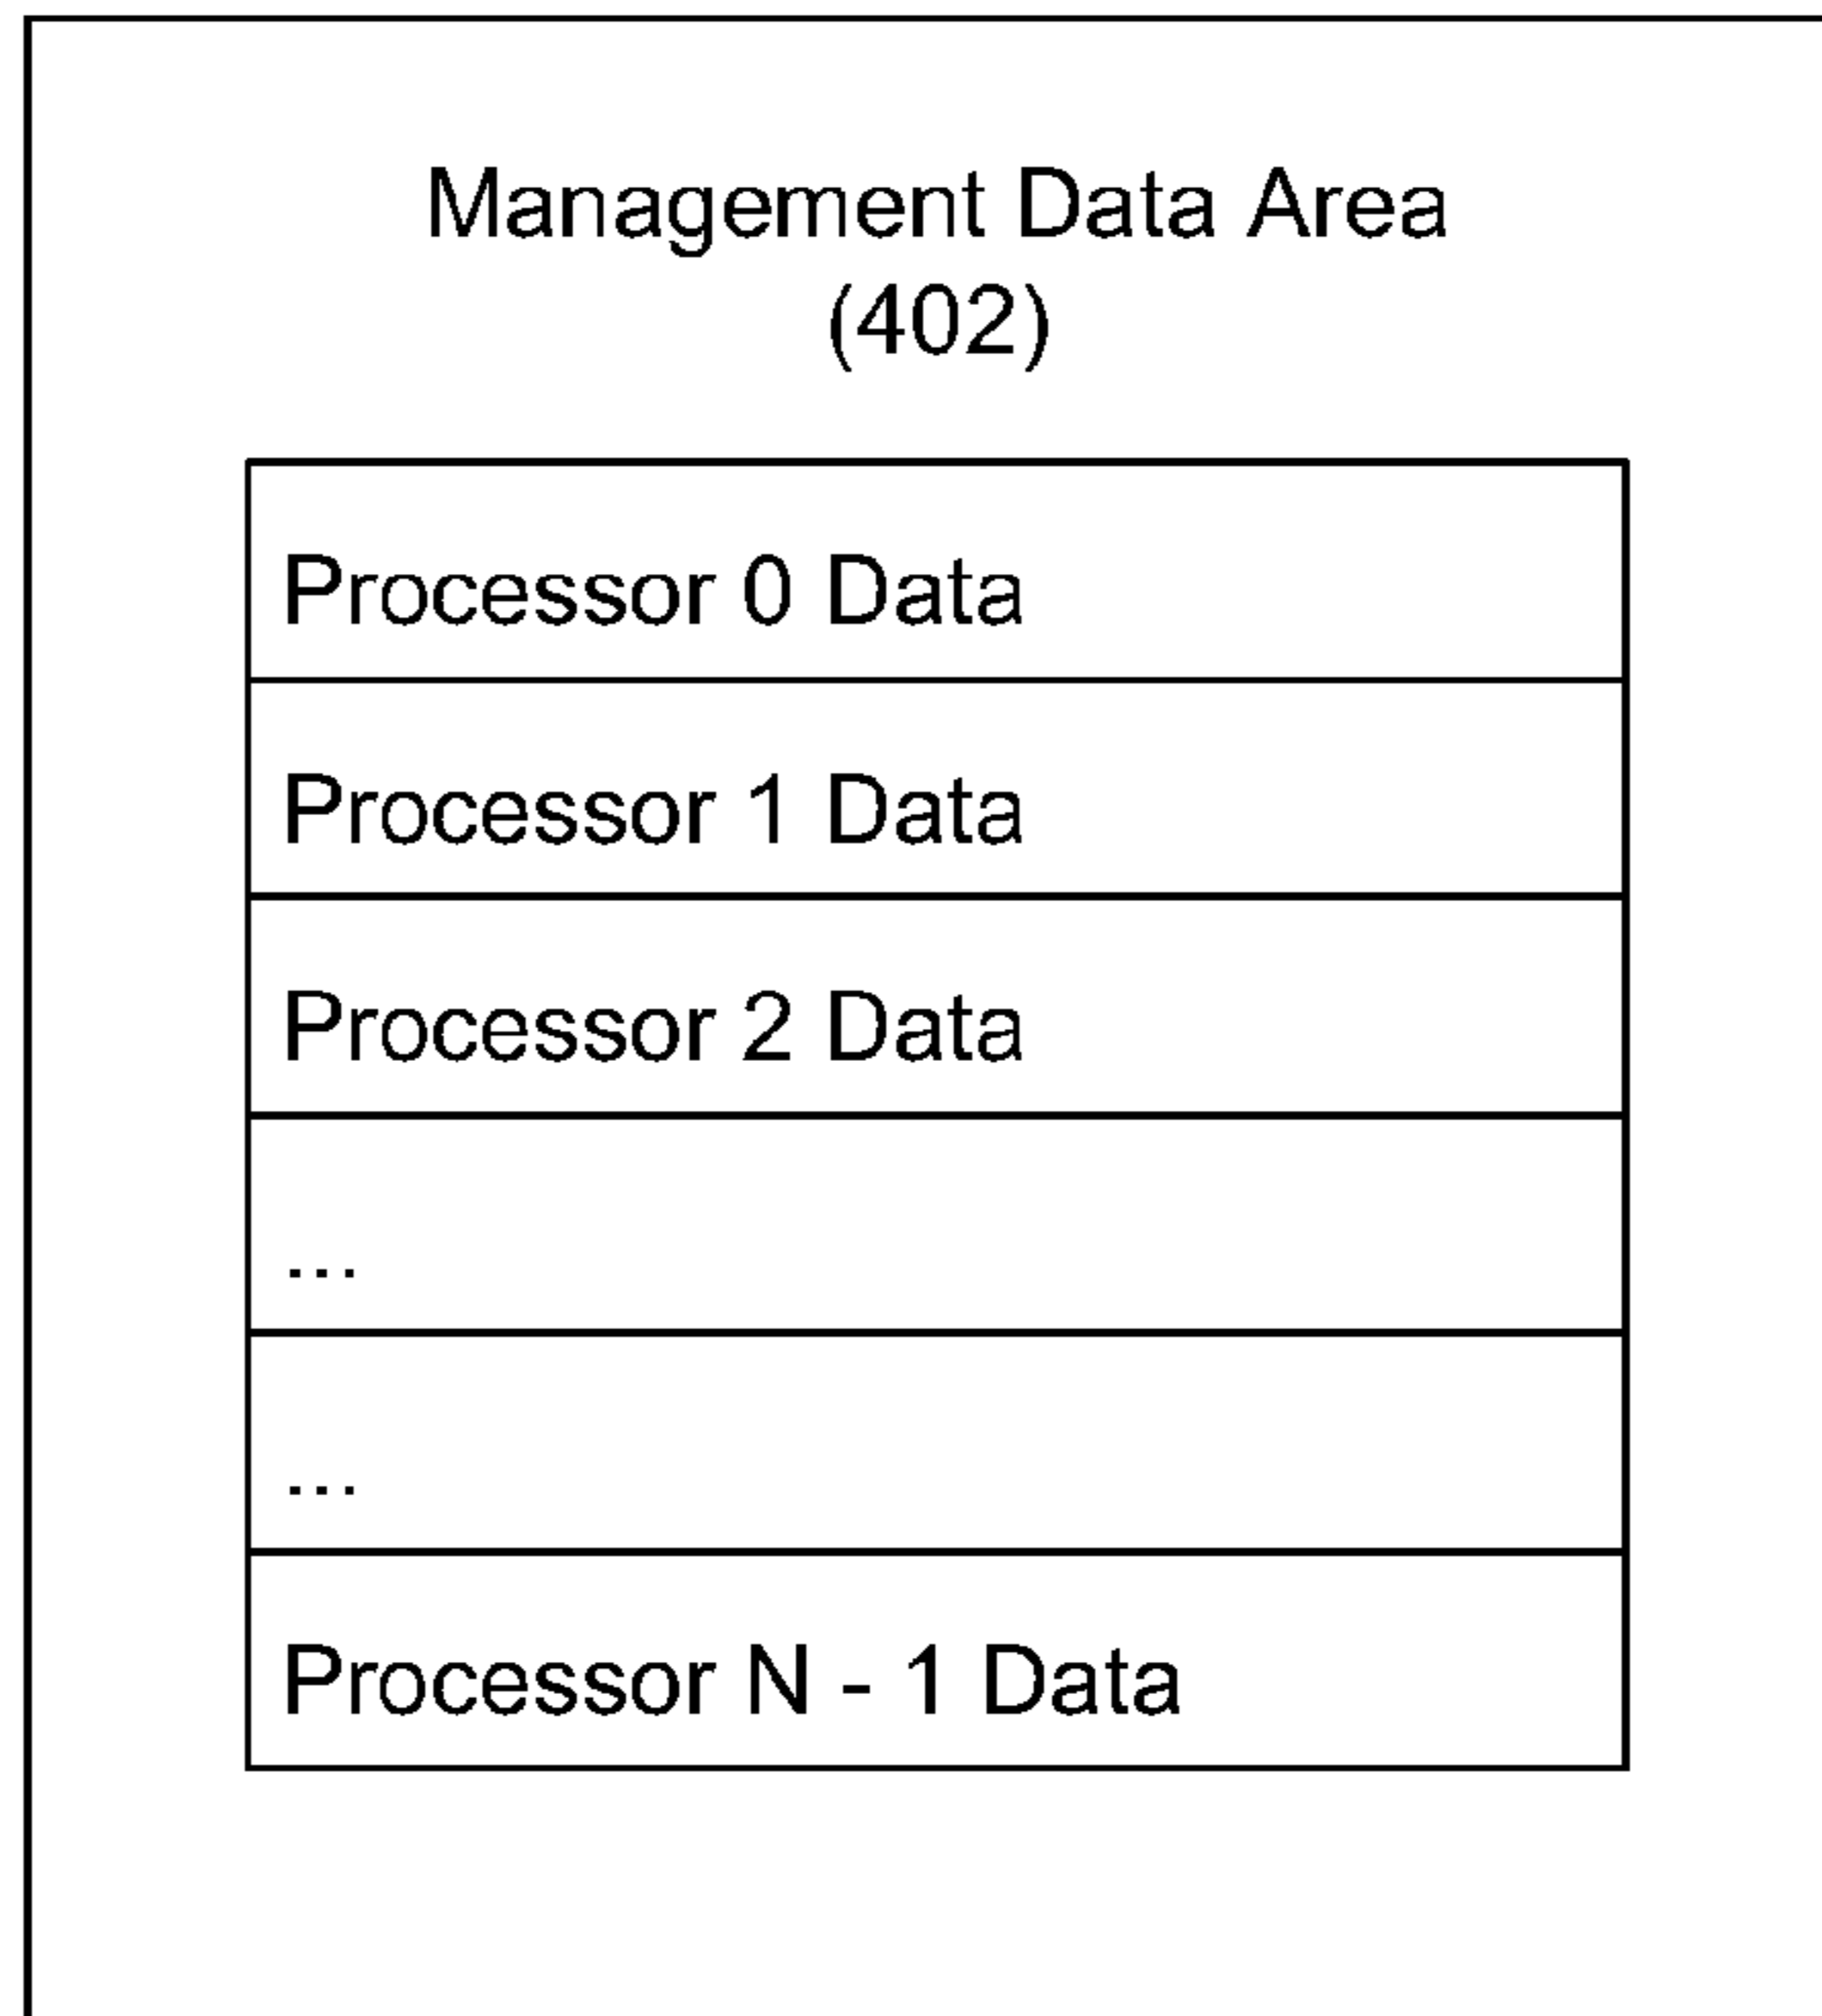 Management Data Area
(402)
Processor 0 Data
Processor 1 Data
Processor 2 Data
...
...
Processor N - 1 Data